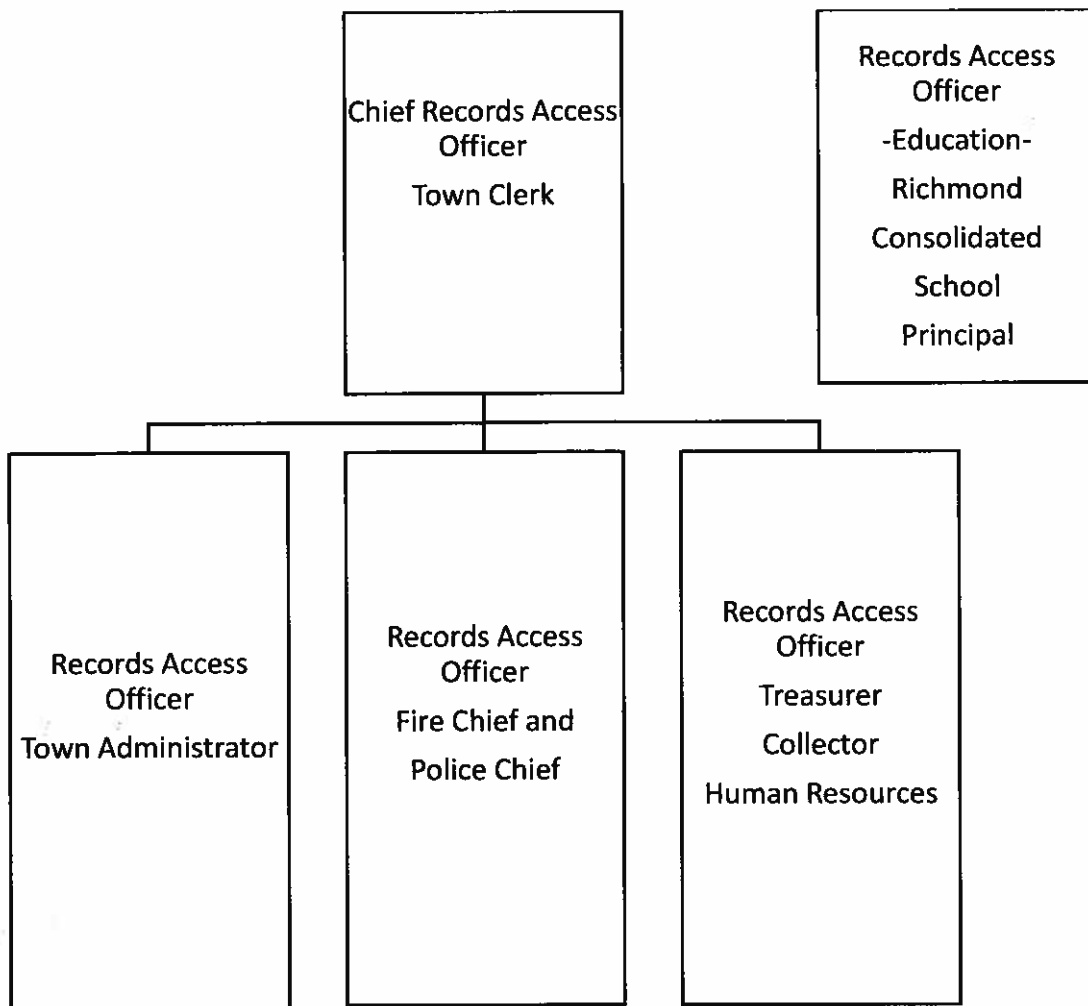 Chief Records Access
Officer
Town Clerk
Records Access
Officer
-Education-
Richmond
Consolidated
School
Principal
Records Access
Officer
Town Administrator
Records Access
Officer
Fire Chief and
Police Chief
Records Access
Officer
Treasurer
Collector
Human Resources